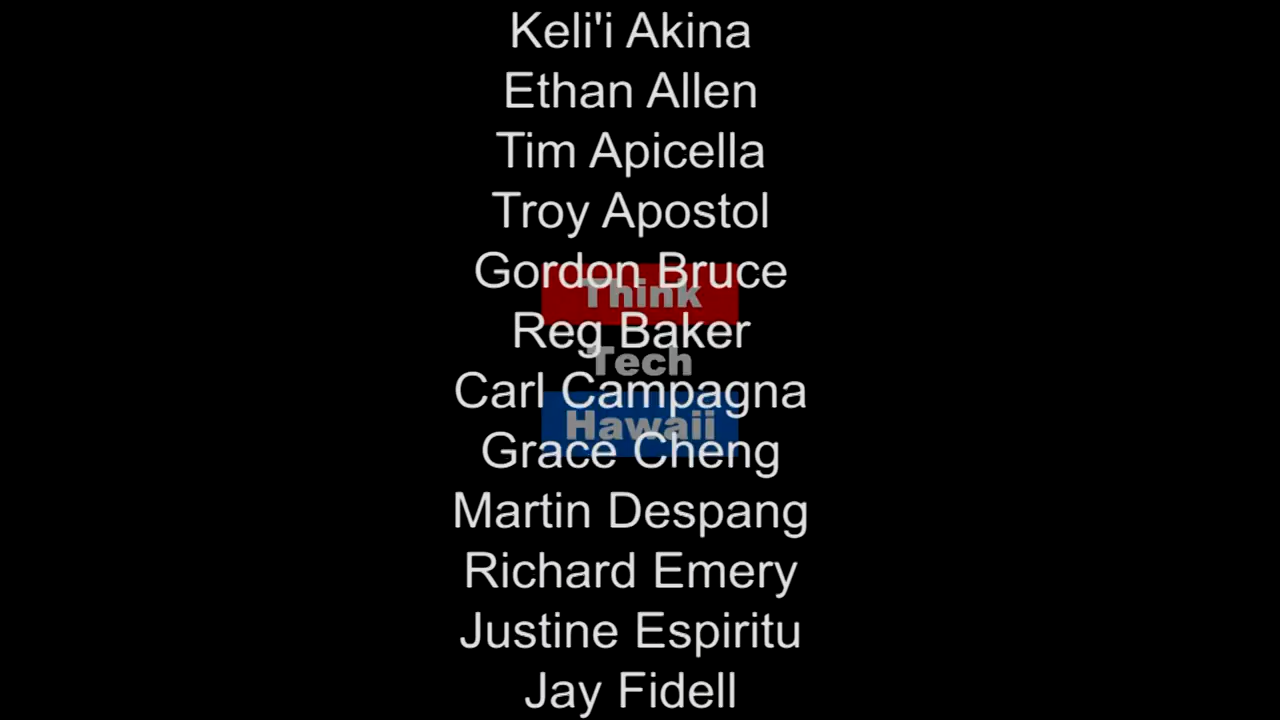 Keli'i Akina
Ethan Allen
Tim Apicella
Troy Apostol
Gordon Bruce
Think
Reg Baker
Tech
Carl Campagna
Hawaii
Grace Cheng
Martin Despang
Richard Emery
Justine Espiritu
Jay Fidell